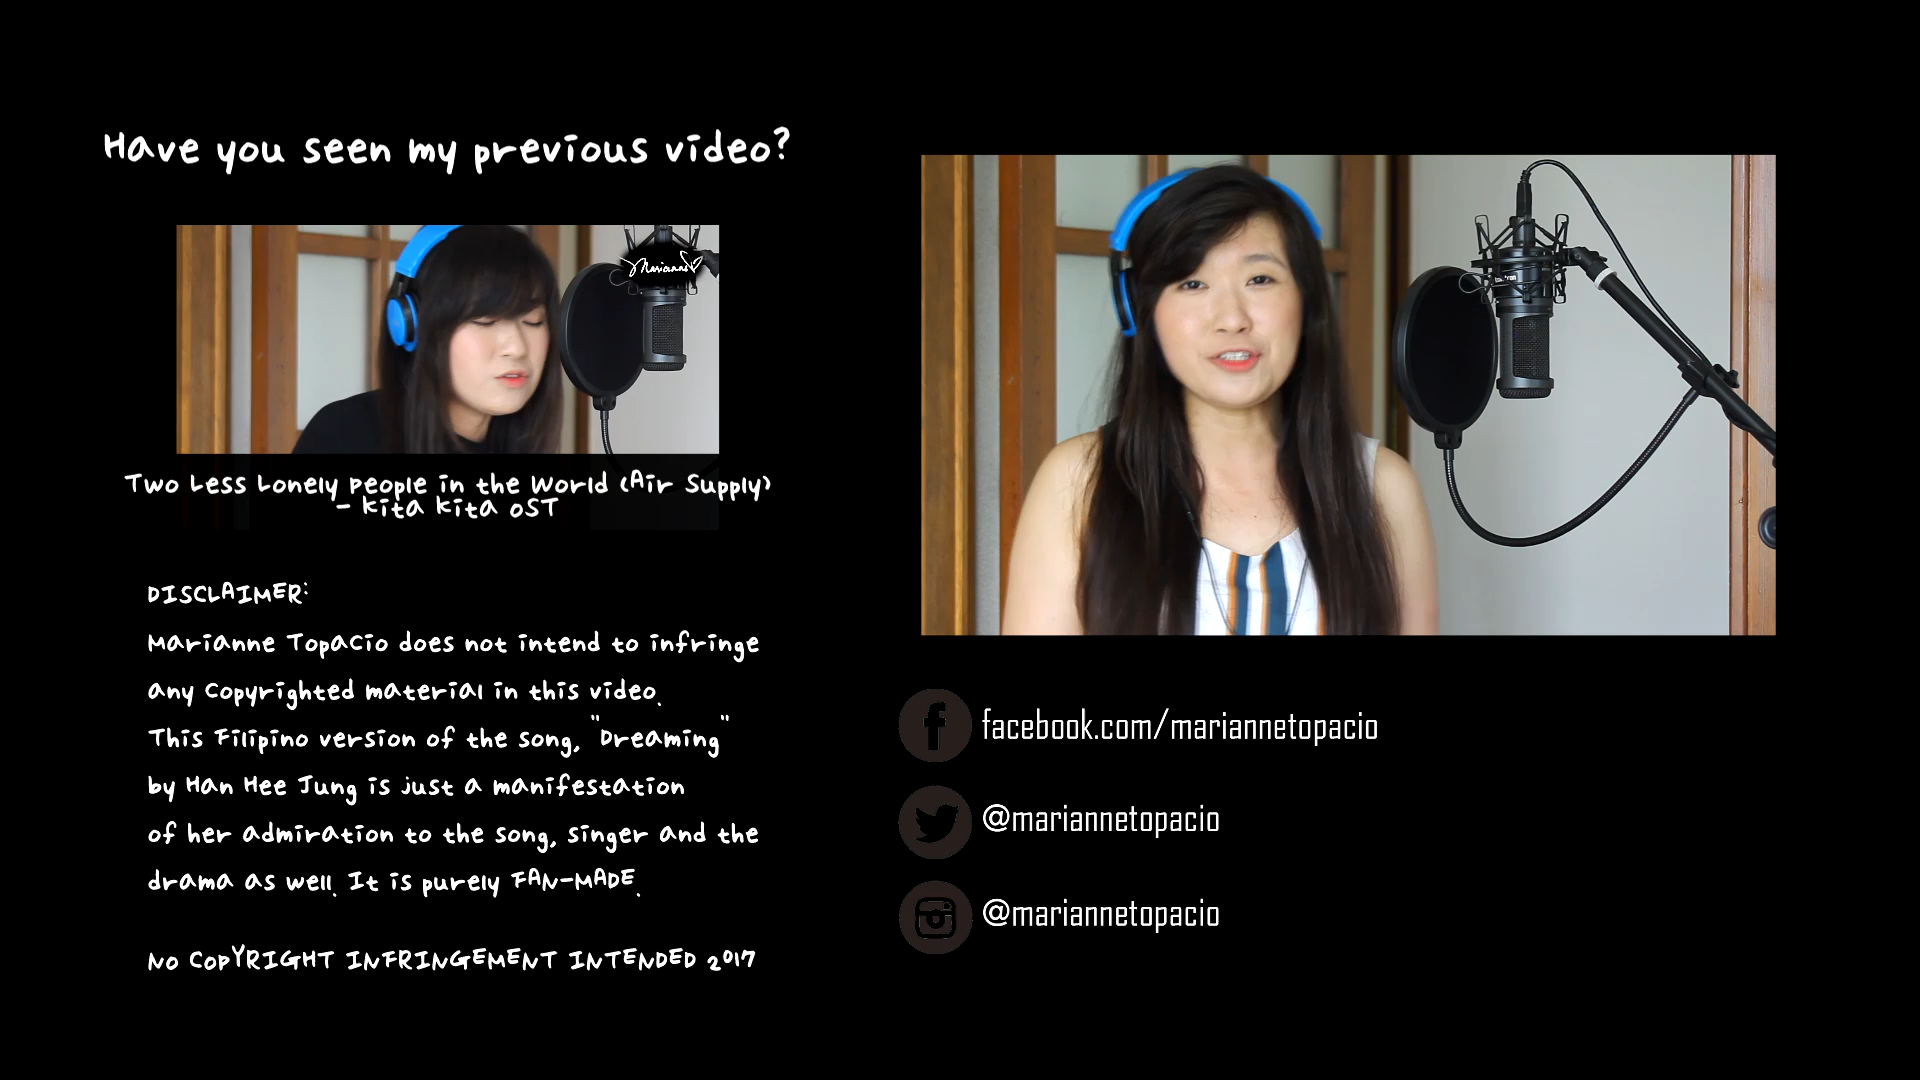 Have you seen my previous video?
Marianne
Two Less Lonely People in the World (Air Supply)
- Kita Kita OST
DISCLAIMER:
Marianne Topacio does not intend to infringe
any copyrighted material in this video.
This Filipino version of the song, "Dreaming"
by Han Hee Jung is just a manifestation
of her admiration to the song, singer and the
drama as well. It is purely FAN-MADE.
NO COPYRIGHT INFRINGEMENT INTENDED 2017
facebook.com/mariannetopacio
@mariannetopacio
@mariannetopacio